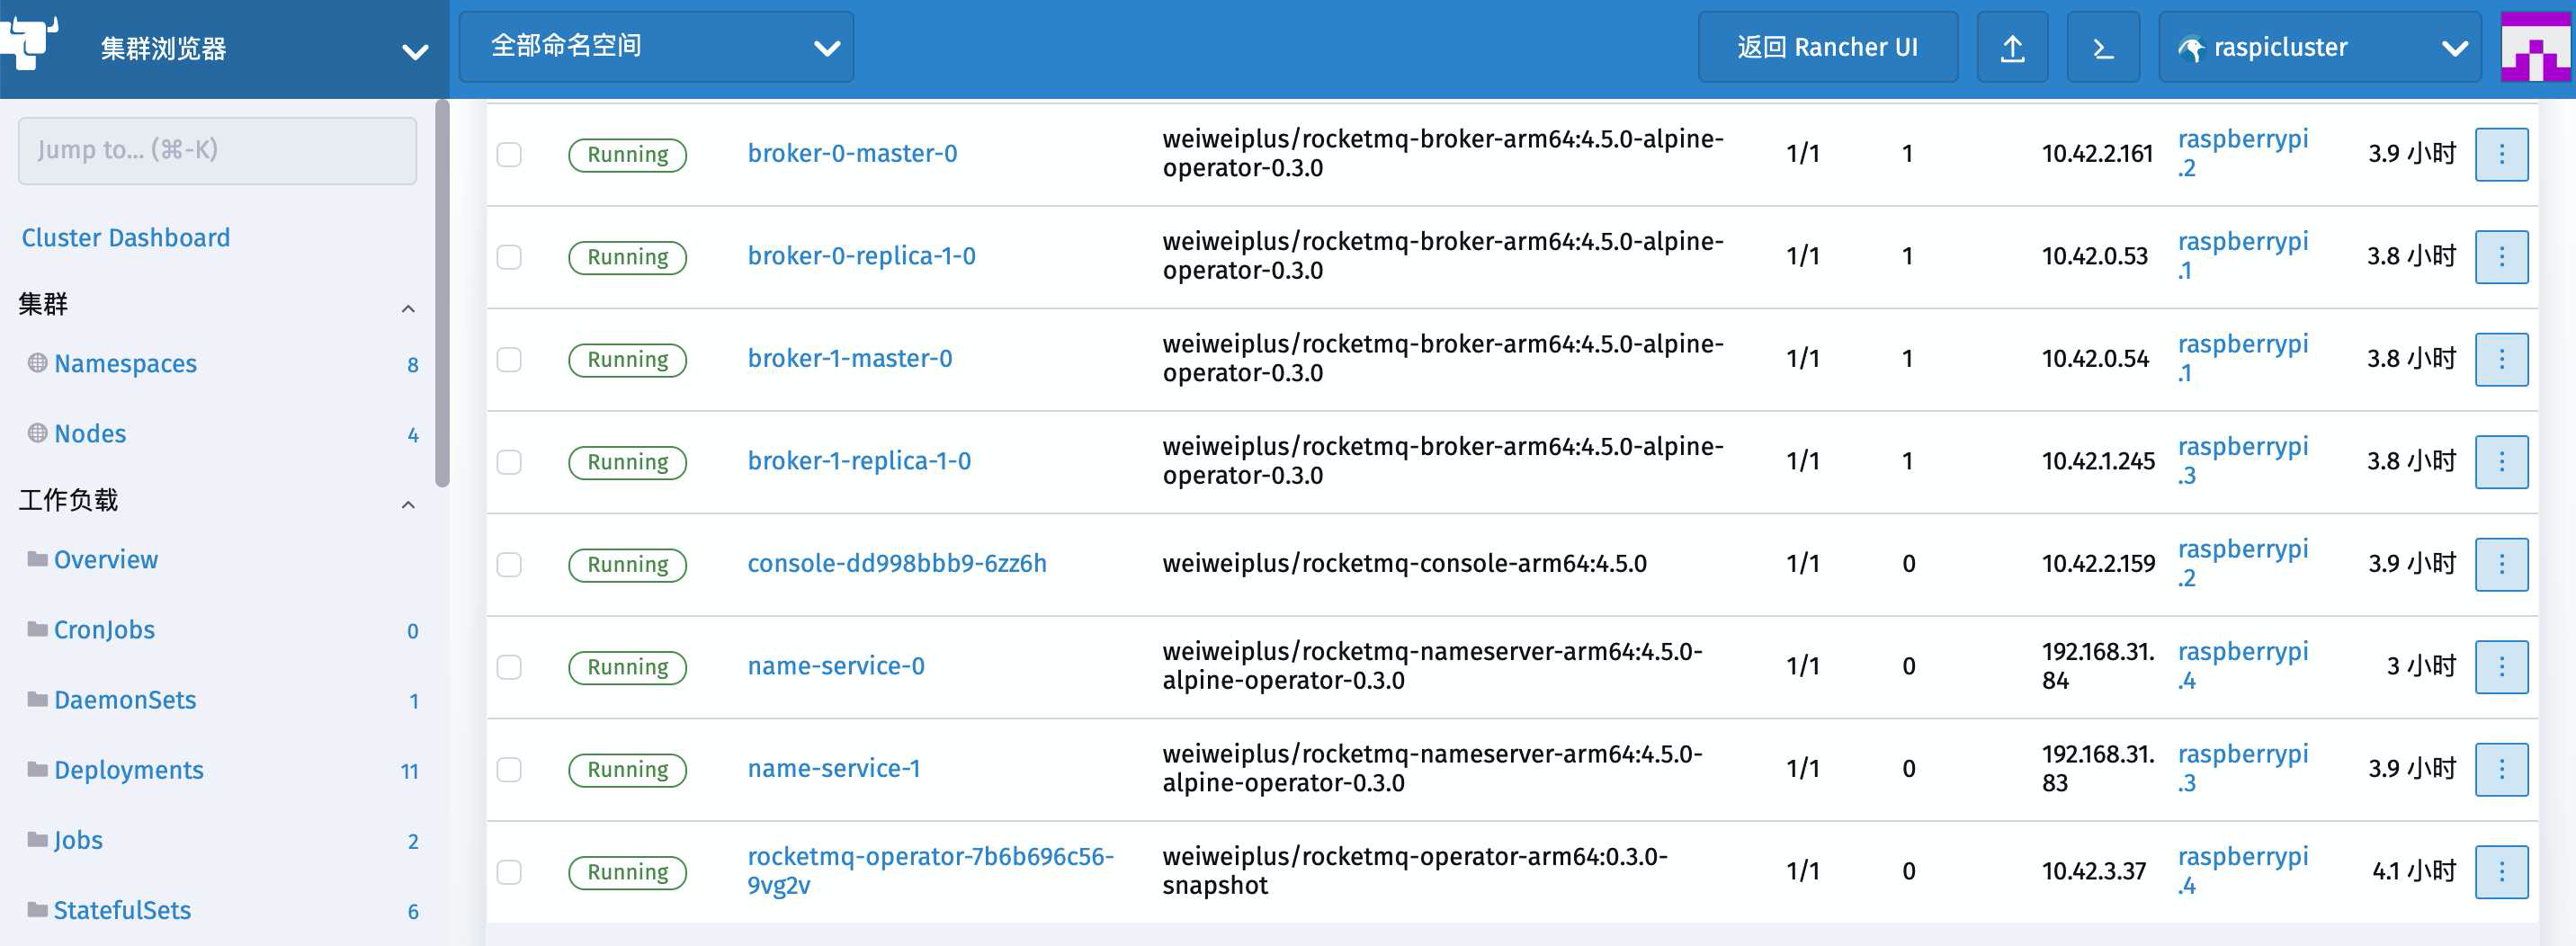 集群浏览器
全部命名空间
返回 Rancher UI
raspicluster
Jump to... (⌘-K)
Cluster Dashboard
集群
Namespaces 8
Nodes 4
工作负载
Overview
CronJobs 0
DaemonSets 1
Deployments 11
Jobs 2
StatefulSets 6
Running
broker-0-master-0
weiweiplus/rocketmq-broker-arm64:4.5.0-alpine-
operator-0.3.0
1/1
1
10.42.2.161
raspberrypi
.2
3.9 小时
Running
broker-0-replica-1-0
weiweiplus/rocketmq-broker-arm64:4.5.0-alpine-
operator-0.3.0
1/1
1
10.42.0.53
raspberrypi
.1
3.8 小时
Running
broker-1-master-0
weiweiplus/rocketmq-broker-arm64:4.5.0-alpine-
operator-0.3.0
1/1
1
10.42.0.54
raspberrypi
.1
3.8 小时
Running
broker-1-replica-1-0
weiweiplus/rocketmq-broker-arm64:4.5.0-alpine-
operator-0.3.0
1/1
1
10.42.1.245
raspberrypi
.3
3.8 小时
Running
console-dd998bbb9-6zz6h
weiweiplus/rocketmq-console-arm64:4.5.0
1/1
0
10.42.2.159
raspberrypi
.2
3.9 小时
Running
name-service-0
weiweiplus/rocketmq-nameserver-arm64:4.5.0-
alpine-operator-0.3.0
1/1
0
192.168.31.
84
raspberrypi
.4
3 小时
Running
name-service-1
weiweiplus/rocketmq-nameserver-arm64:4.5.0-
alpine-operator-0.3.0
1/1
0
192.168.31.
83
raspberrypi
.3
3.9 小时
Running
rocketmq-operator-7b6b696c56-
9vg2v
weiweiplus/rocketmq-operator-arm64:0.3.0-
snapshot
1/1
0
10.42.3.37
raspberrypi
.4
4.1 小时